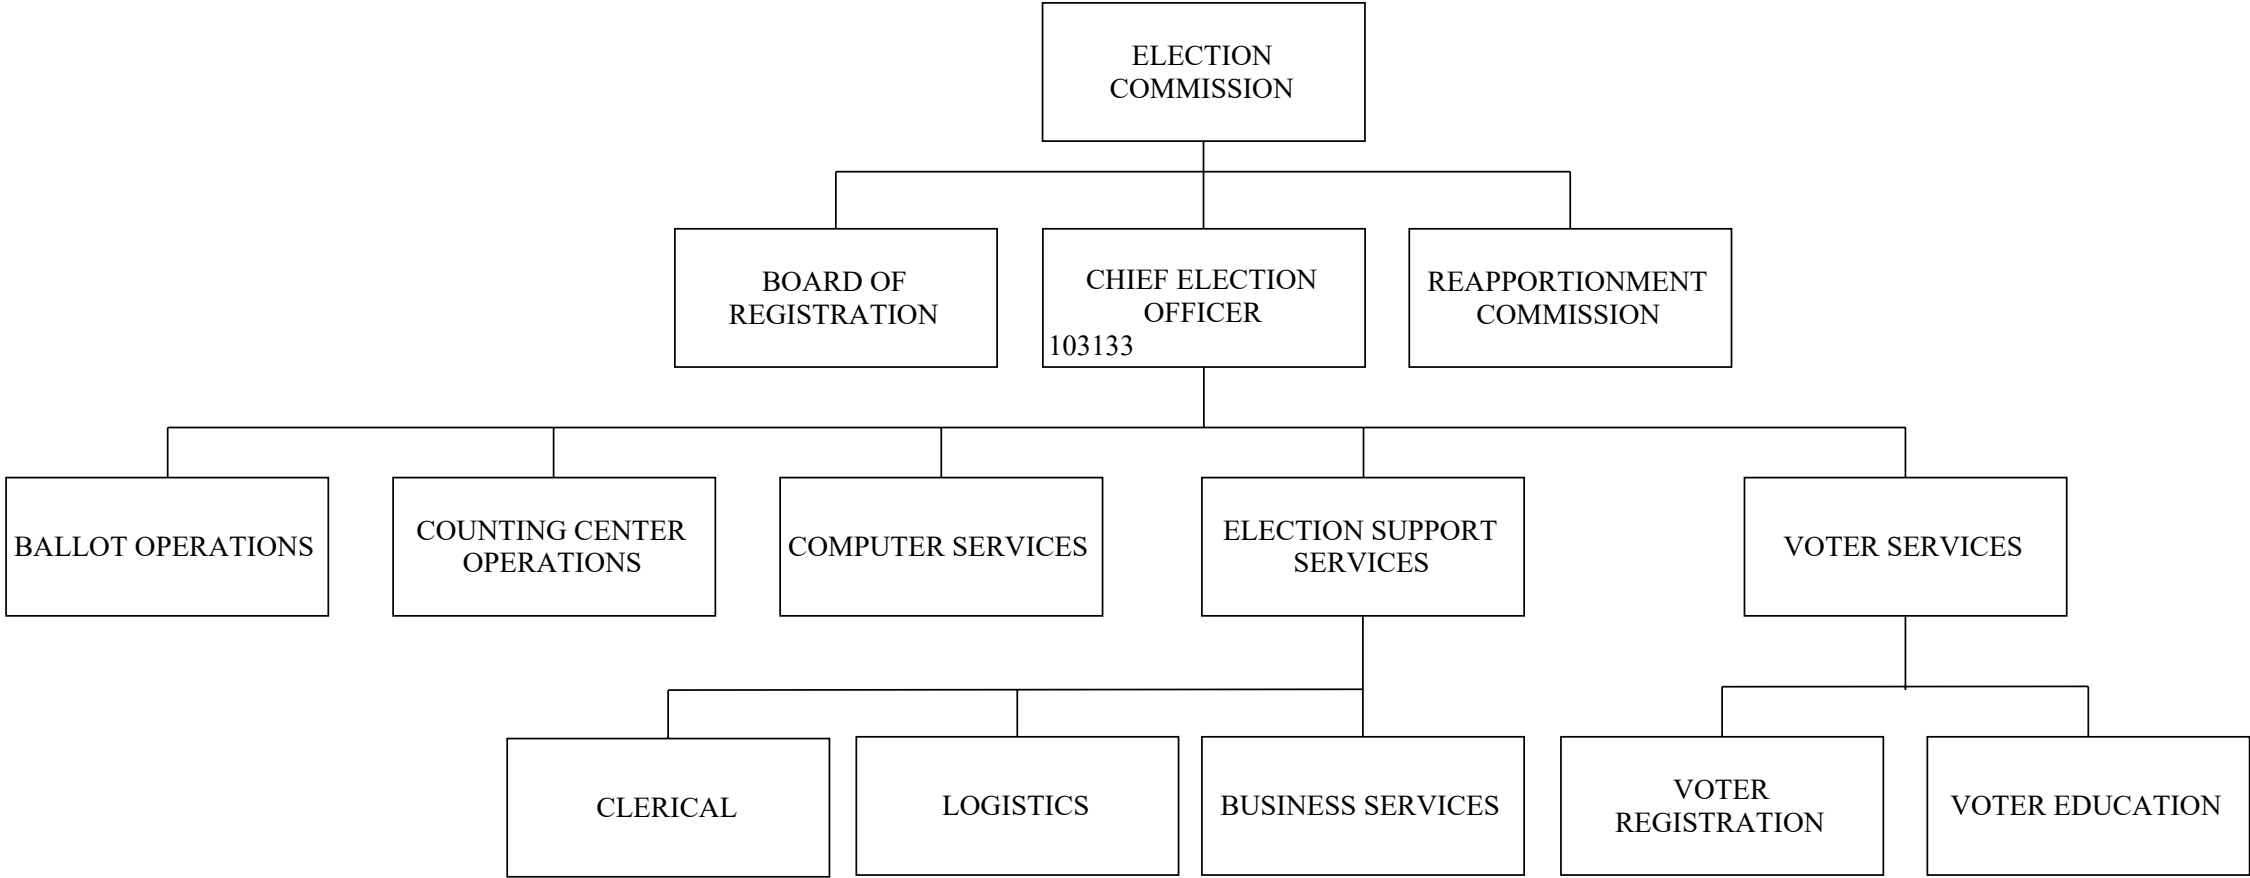 ELECTION
COMMISSION
BOARD OF
REGISTRATION
CHIEF ELECTION
OFFICER
103133
REAPPORTIONMENT
COMMISSION
BALLOT OPERATIONS
COUNTING CENTER
OPERATIONS
COMPUTER SERVICES
ELECTION SUPPORT
SERVICES
VOTER SERVICES
CLERICAL
LOGISTICS
BUSINESS SERVICES
VOTER
REGISTRATION
VOTER EDUCATION